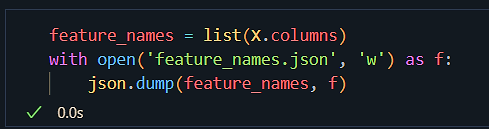 feature_names = list(X.columns)
with open('feature_names.json', 'w') as f:
    json.dump(feature_names, f)
0.0s